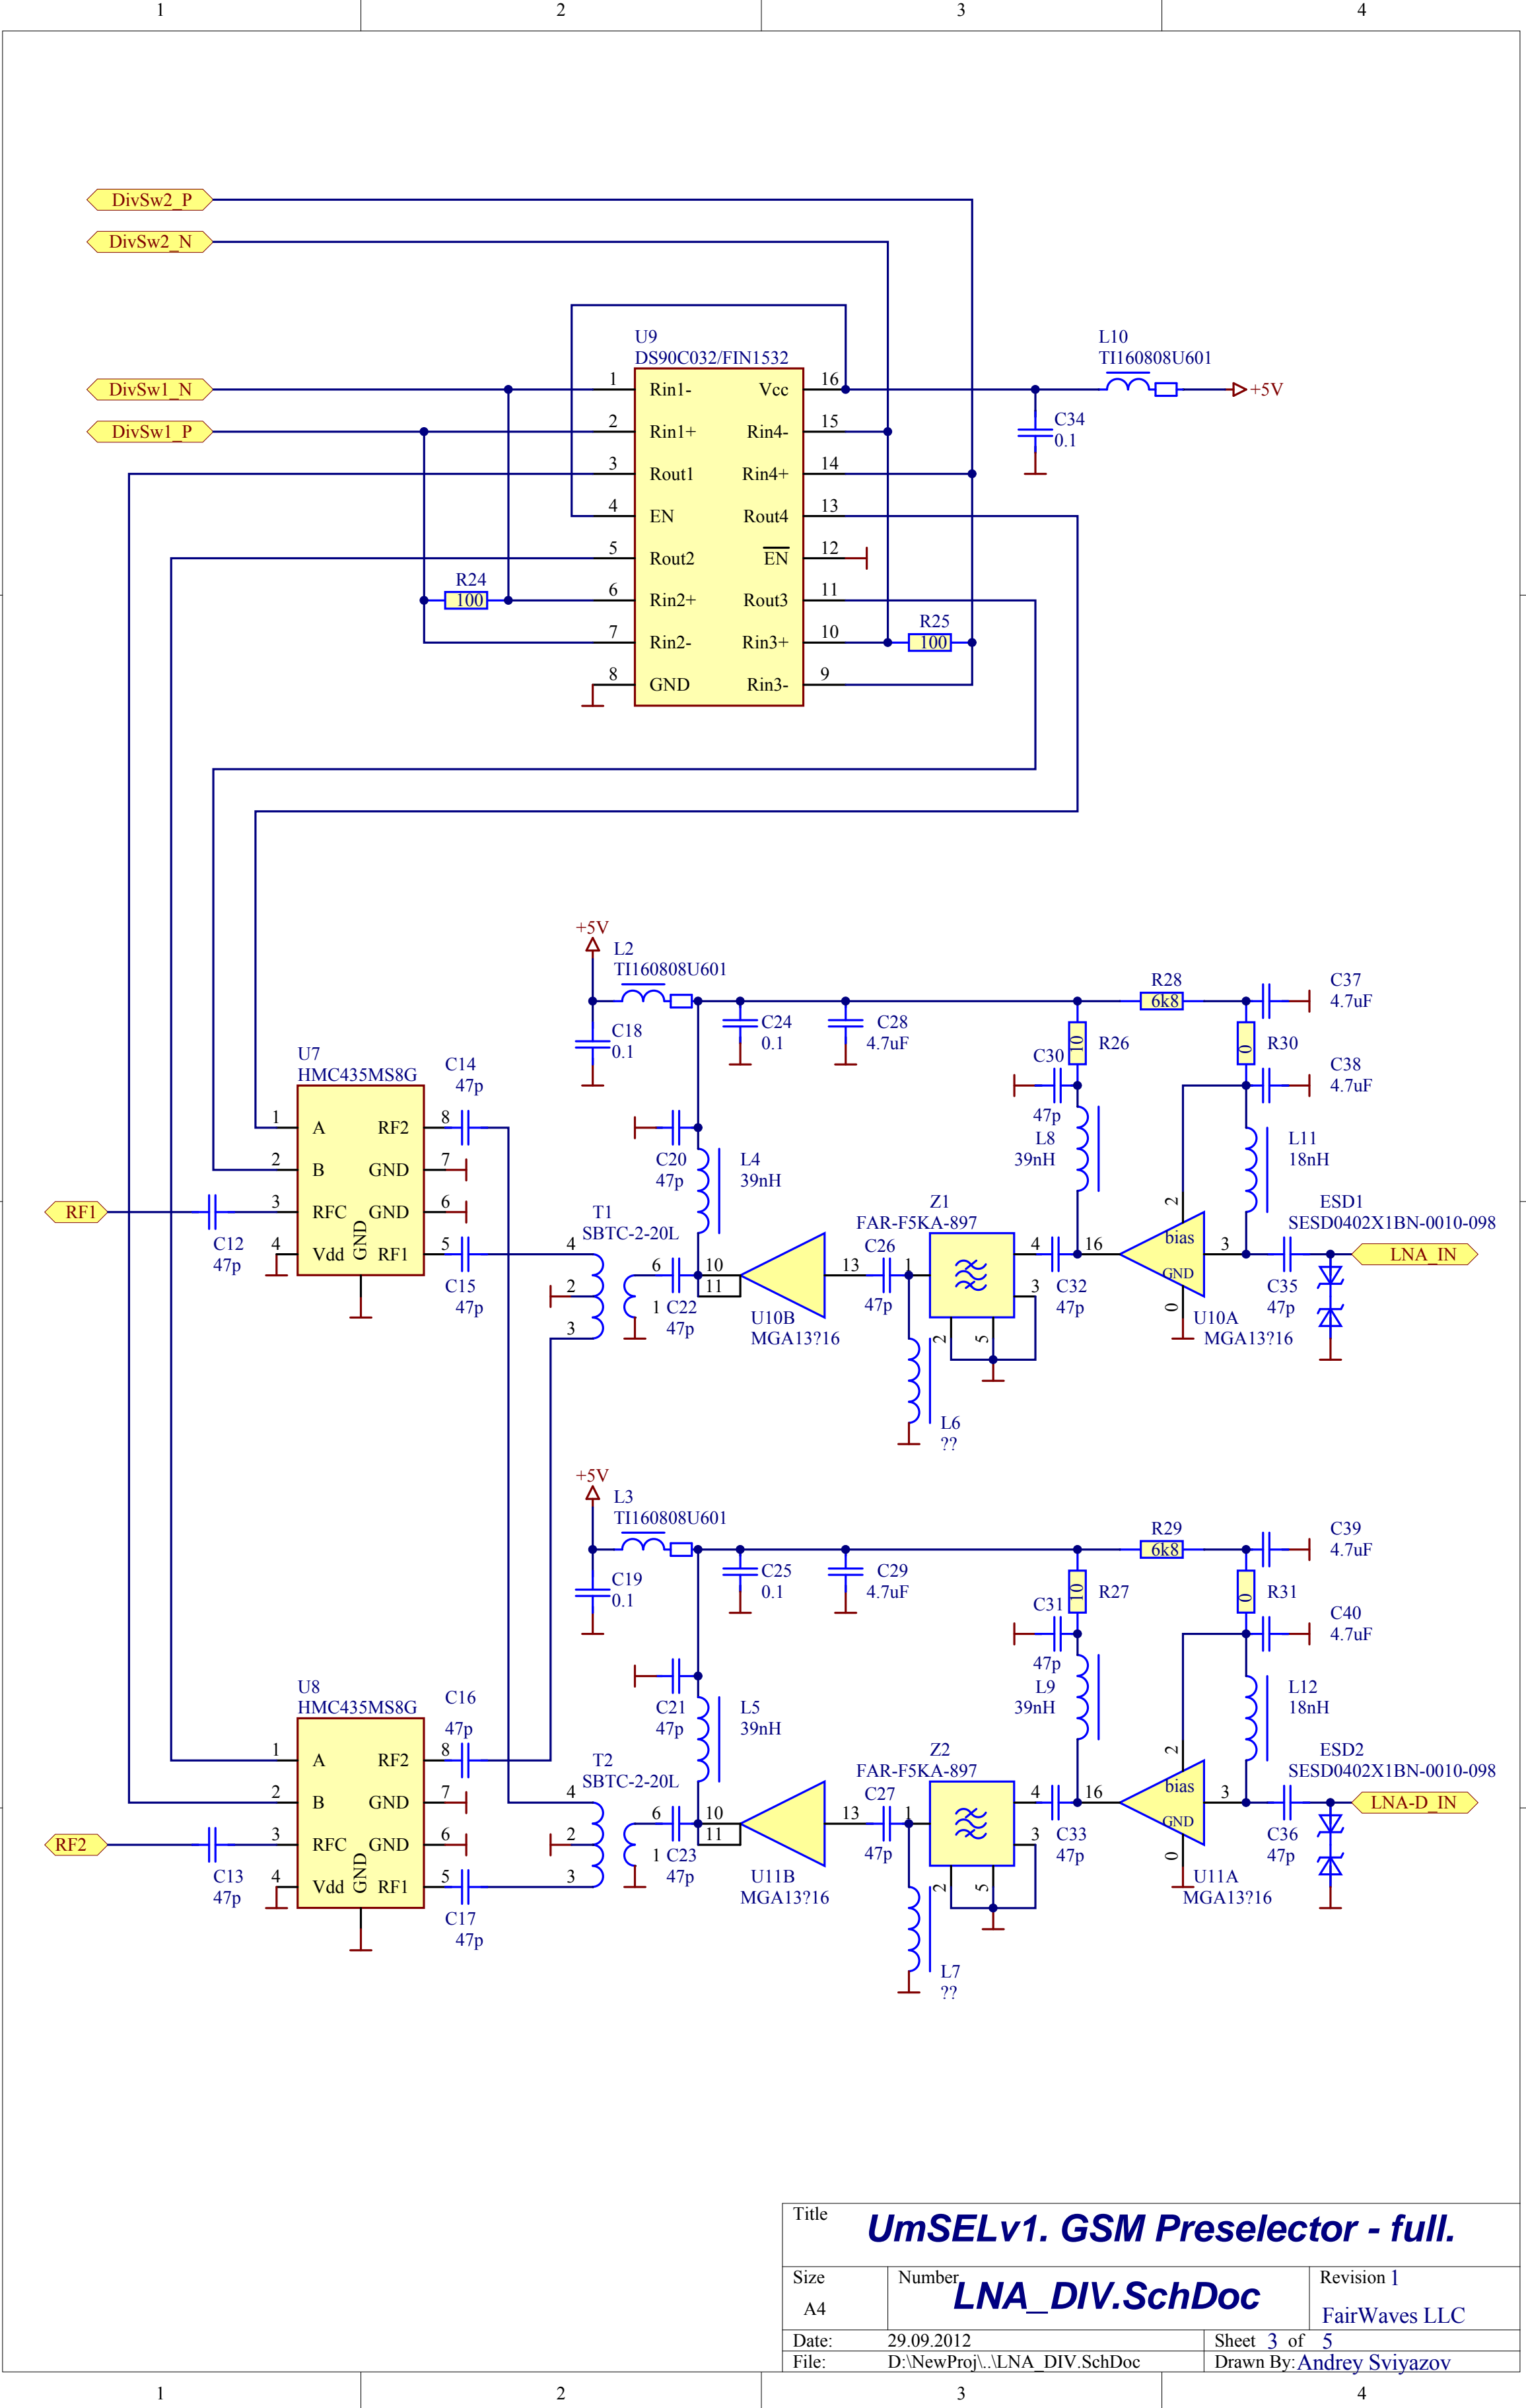 1 2 3 4
DivSw2_P
DivSw2_N
DivSw1_N
DivSw1_P
U9
DS90C032/FIN1532
1 Rin1- Vcc 16
2 Rin1+ Rin4- 15
3 Rout1 Rin4+ 14
4 EN Rout4 13
5 Rout2 EN 12
6 Rin2+ Rout3 11
7 Rin2- Rin3+ 10
8 GND Rin3- 9
L10
TI160808U601
+5V
C34
0.1
R24
100
R25
100
+5V
L2
TI160808U601
C18
0.1
C24
0.1
C28
4.7uF
R28
6k8
C37
4.7uF
10
R26
0
R30
C30
47p
C38
4.7uF
U7
HMC435MS8G
C14
47p
1 A RF2 8
2 B GND 7
3 RFC GND 6
4 Vdd GND RF1 5
RF1
C12
47p
C15
47p
C20
47p
L4
39nH
L8
39nH
L11
18nH
T1
SBTC-2-20L
4
2
3
6
1
C22
47p
10
11
13
U10B
MGA13?16
C26
47p
Z1
FAR-F5KA-897
1
4
3
2
5
C32
47p
16
2
bias
GND
3
0
U10A
MGA13?16
C35
47p
ESD1
SESD0402X1BN-0010-098
LNA_IN
L6
??
+5V
L3
TI160808U601
C19
0.1
C25
0.1
C29
4.7uF
R29
6k8
C39
4.7uF
10
R27
0
R31
C31
47p
C40
4.7uF
U8
HMC435MS8G
C16
47p
1 A RF2 8
2 B GND 7
3 RFC GND 6
4 Vdd GND RF1 5
RF2
C13
47p
C17
47p
C21
47p
L5
39nH
L9
39nH
L12
18nH
T2
SBTC-2-20L
4
2
3
6
1
C23
47p
10
11
13
U11B
MGA13?16
C27
47p
Z2
FAR-F5KA-897
1
4
3
2
5
C33
47p
16
2
bias
GND
3
0
U11A
MGA13?16
C36
47p
ESD2
SESD0402X1BN-0010-098
LNA-D_IN
L7
??
Title
UmSELv1. GSM Preselector - full.
Size
A4
Number
LNA_DIV.SchDoc
Revision 1
FairWaves LLC
Date: 29.09.2012 Sheet 3 of 5
File: D:\NewProj\..\LNA_DIV.SchDoc Drawn By: Andrey Sviyazov
1 2 3 4